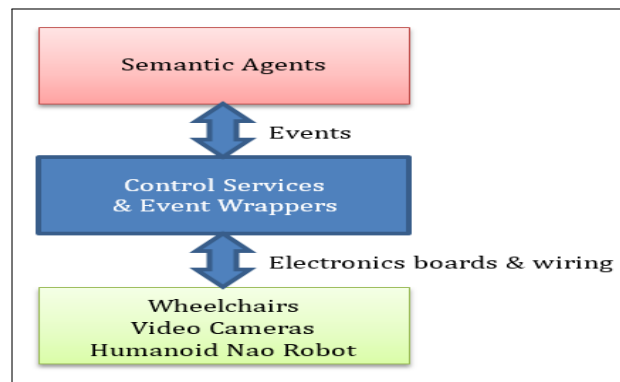 Semantic Agents
Events
Control Services
& Event Wrappers
Electronics boards & wiring
Wheelchairs
Video Cameras
Humanoid Nao Robot